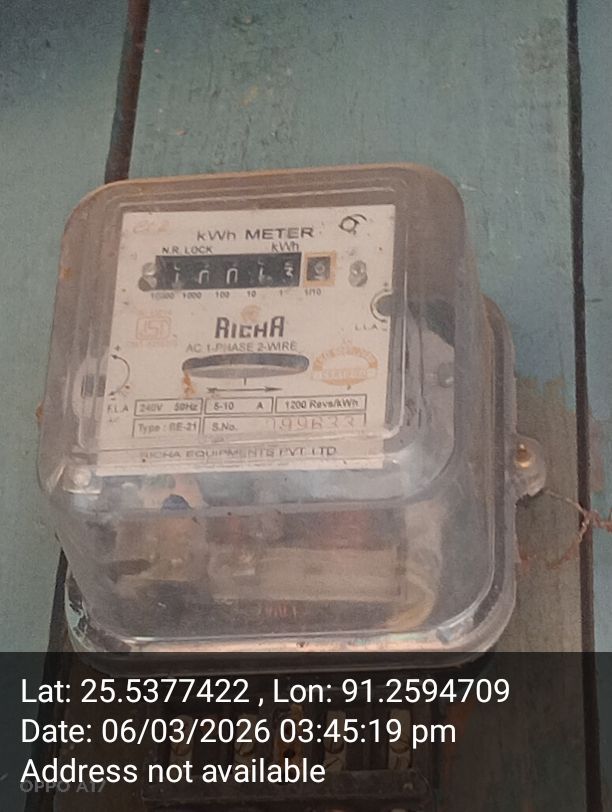 kWh METER
N.R. LOCK kWh
10000 1000 100 10 1 1/10
RICHA
AC 1-PHASE 2-WIRE
L.L.A
F.L.A
240V 50Hz 5-10 A 1200 Revs/kWh
Type : BE-21 S.No.
RICHA EQUIPMENTS PVT. LTD.
Lat: 25.5377422 , Lon: 91.2594709
Date: 06/03/2026 03:45:19 pm
Address not available
OPPO A17